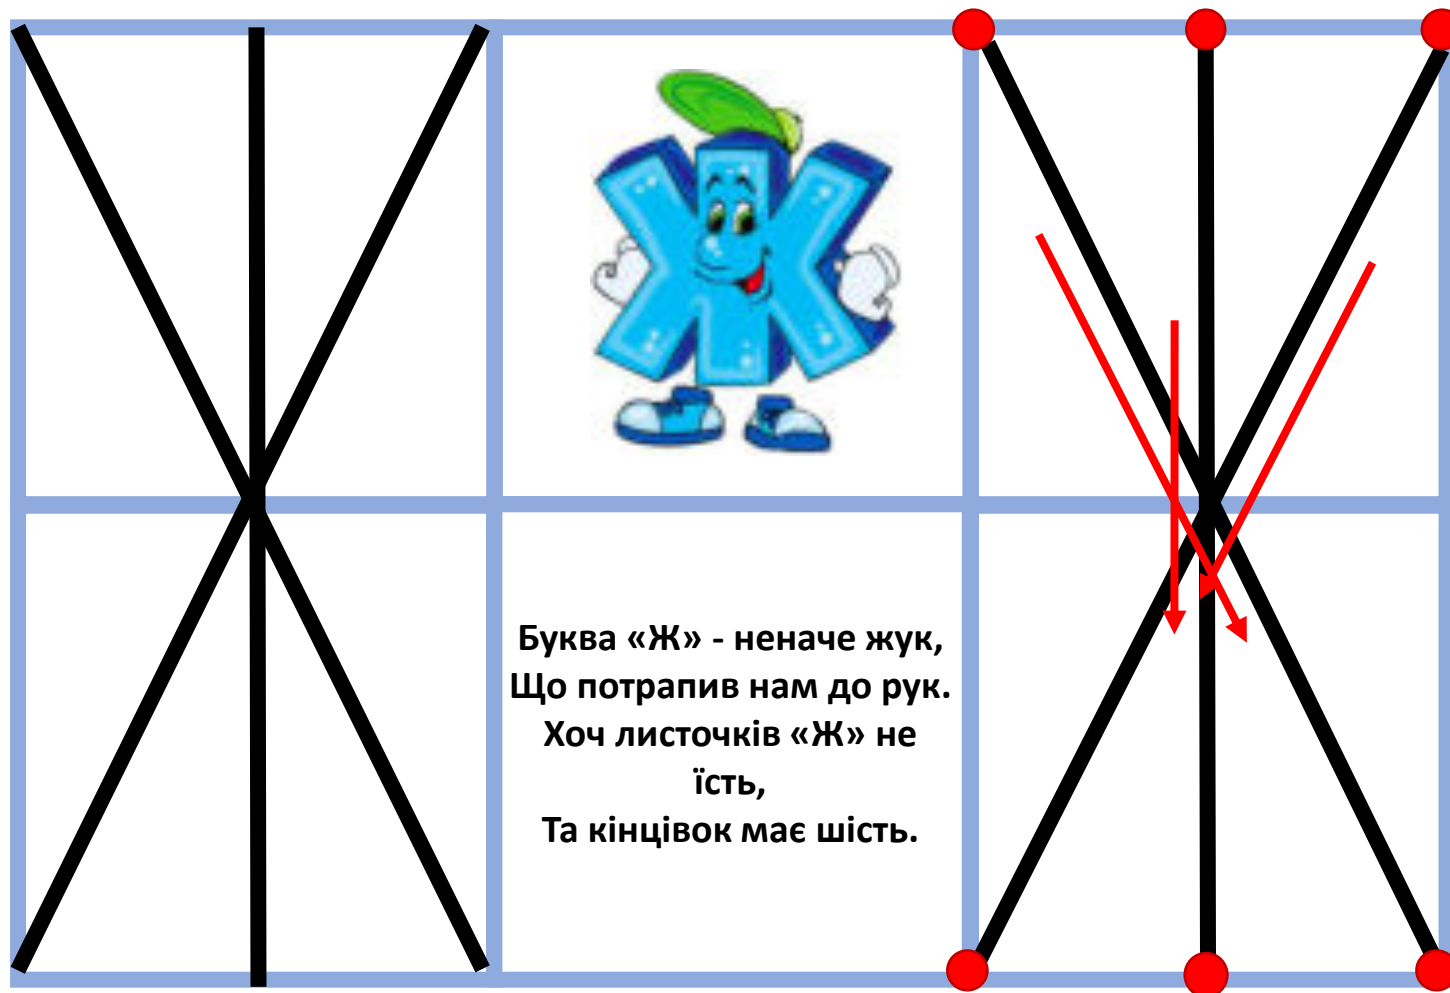 Буква «Ж» - неначе жук,
Що потрапив нам до рук.
Хоч листочків «Ж» не
їсть,
Та кінцівок має шість.